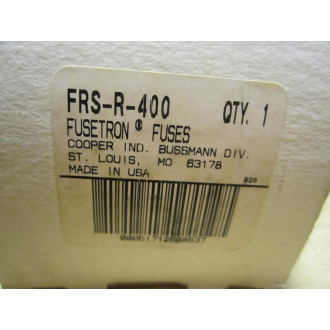 FRS-R-400 QTY. 1
FUSETRON® FUSES
COOPER IND. BUSSMANN DIV.
ST. LOUIS, MO 63178
MADE IN USA